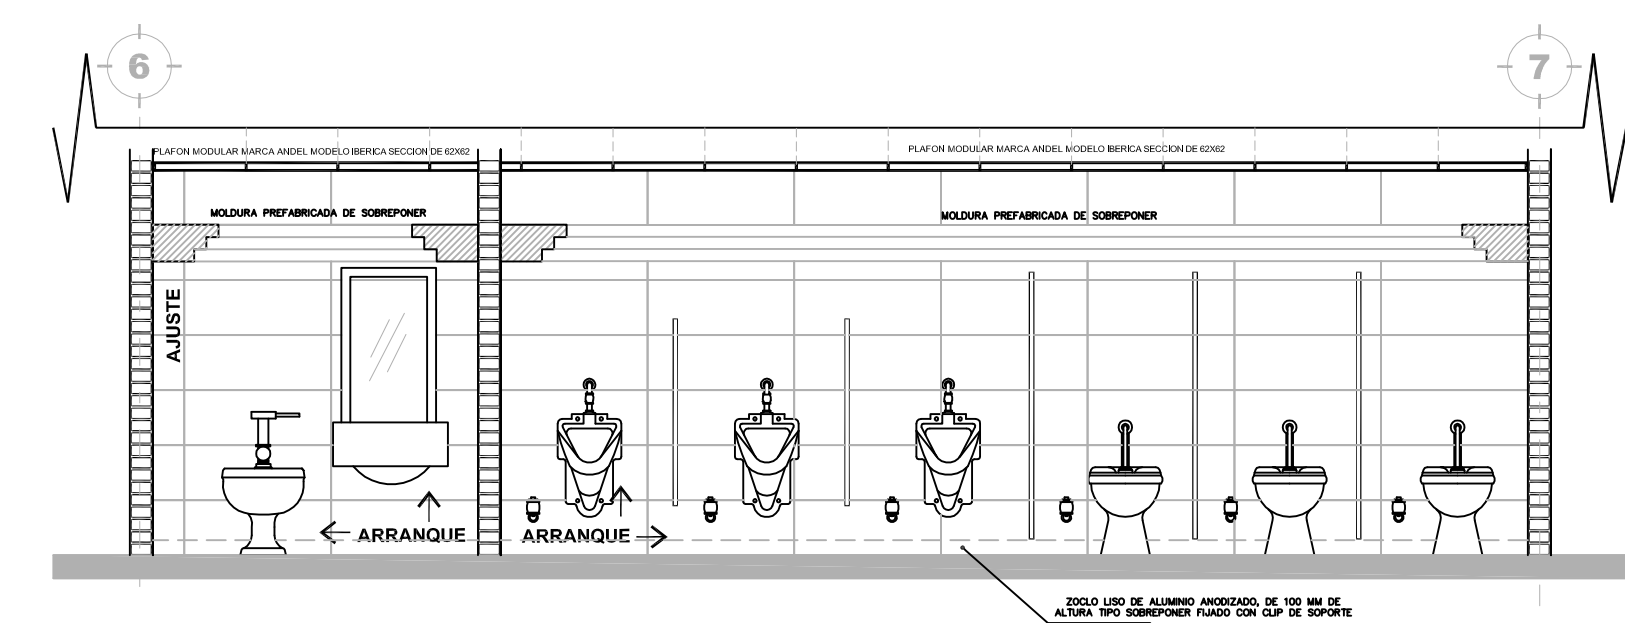 6
7
PLAFON MODULAR MARCA ANDEL MODELO IBERICA SECCION DE 62X62
PLAFON MODULAR MARCA ANDEL MODELO IBERICA SECCION DE 62X62
MOLDURA PREFABRICADA DE SOBREPONER
MOLDURA PREFABRICADA DE SOBREPONER
AJUSTE
ARRANQUE
ARRANQUE
ZOCLO LISO DE ALUMINIO ANODIZADO, DE 100 MM DE
ALTURA TIPO SOBREPONER FIJADO CON CLIP DE SOPORTE